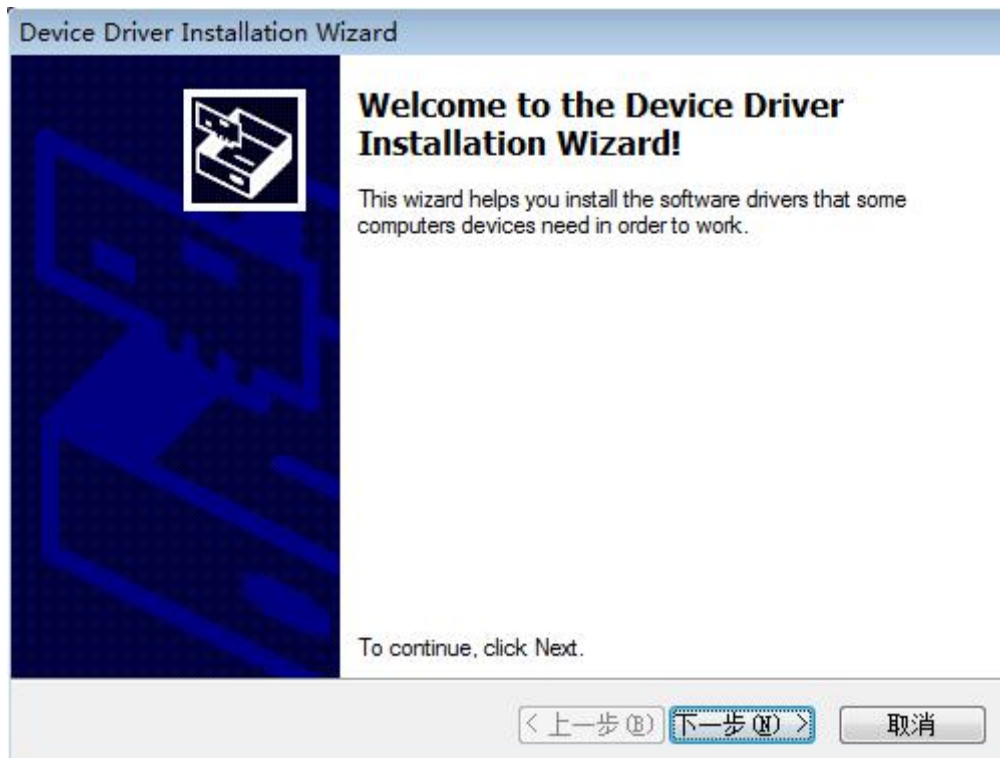 Device Driver Installation Wizard
Welcome to the Device Driver
Installation Wizard!
This wizard helps you install the software drivers that some
computers devices need in order to work.
To continue, click Next.
< 上一步(B) 下一步(N) > 取消